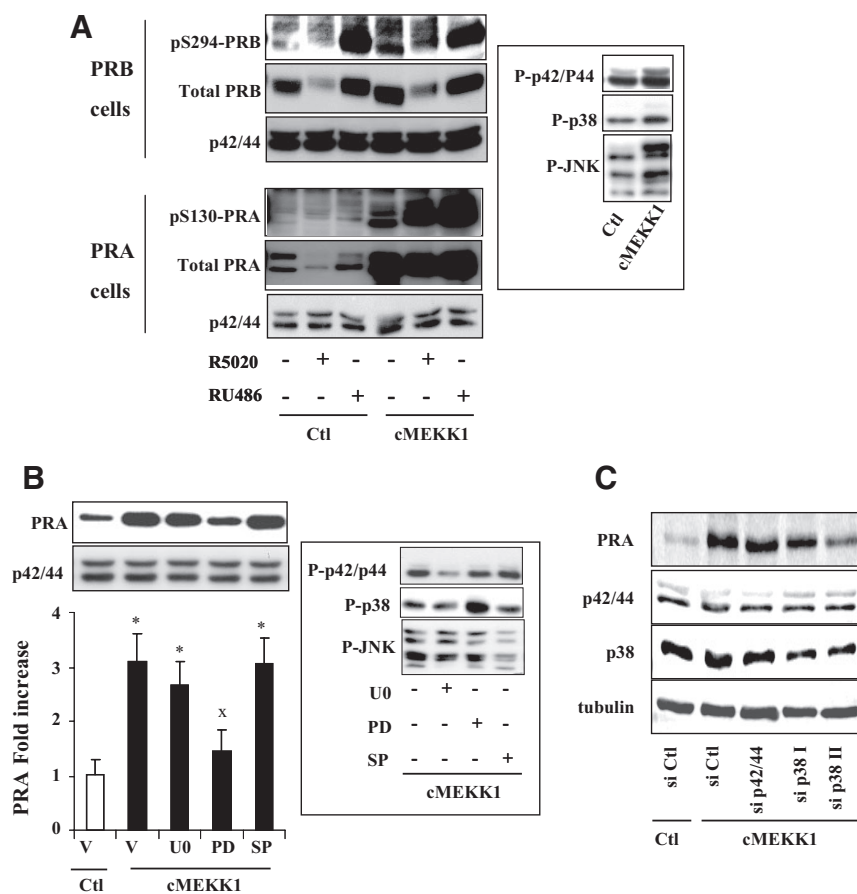 A
PRB
cells
pS294-PRB
Total PRB
p42/44
PRA
cells
pS130-PRA
Total PRA
p42/44
R5020 - + - - + -
RU486 - - + - - +
Ctl cMEKK1
P-p42/P44
P-p38
P-JNK
Ctl cMEKK1
B
PRA
p42/44
PRA Fold increase
4
3
2
1
0
* * x *
V V U0 PD SP
Ctl cMEKK1
P-p42/p44
P-p38
P-JNK
U0 - + - -
PD - - + -
SP - - - +
cMEKK1
C
PRA
p42/44
p38
tubulin
si Ctl si Ctl si p42/44 si p38 I si p38 II
Ctl cMEKK1